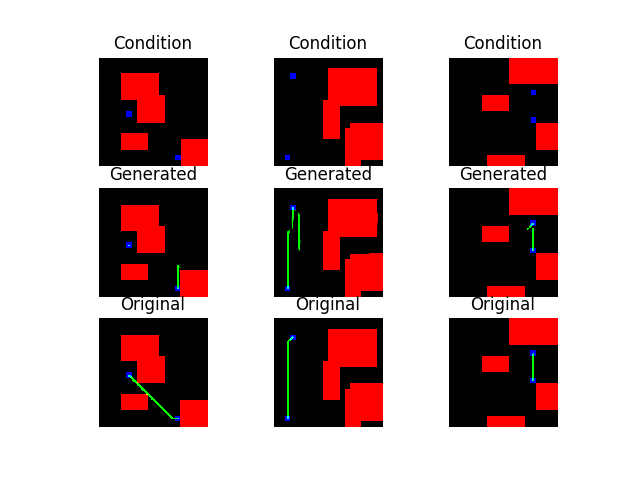 Condition Condition Condition
Generated Generated Generated
Original Original Original